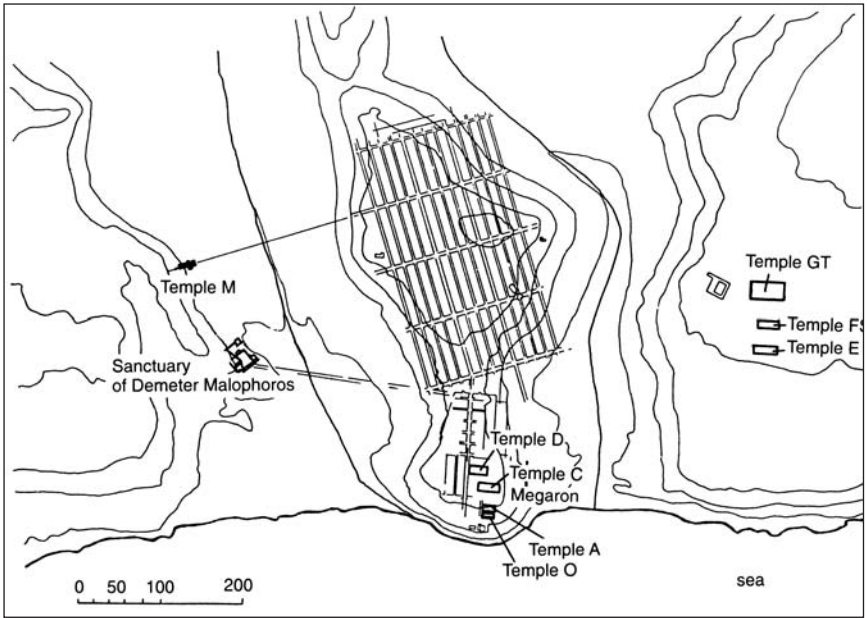 Temple GT
Temple M
Temple FS
Temple E
Sanctuary
of Demeter Malophoros
Temple D
Temple C
Megaron
Temple A
Temple O
sea
0 50 100 200